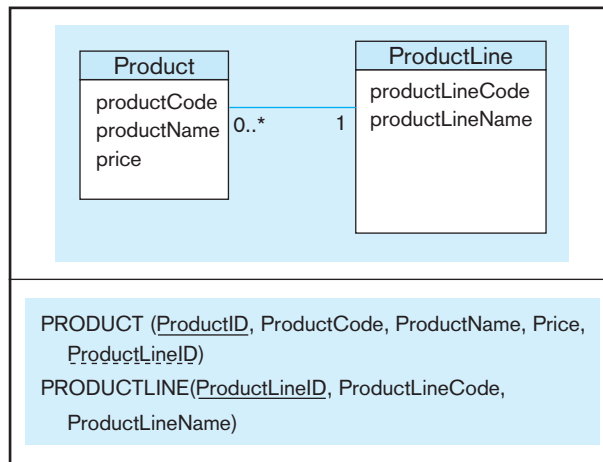 Product
productCode
productName
price
0..*
1
ProductLine
productLineCode
productLineName
PRODUCT (ProductID, ProductCode, ProductName, Price,
ProductLineID)
PRODUCTLINE(ProductLineID, ProductLineCode,
ProductLineName)